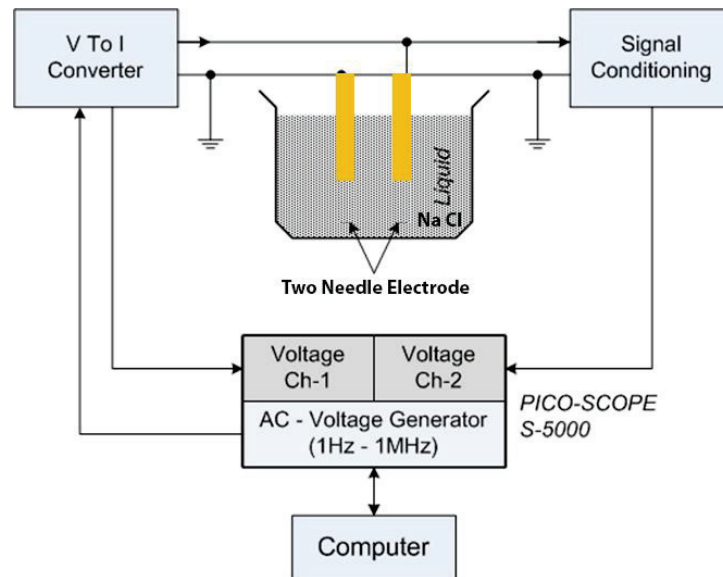 V To I
Converter
Signal
Conditioning
Liquid
Na Cl
Two Needle Electrode
Voltage
Ch-1
Voltage
Ch-2
AC - Voltage Generator
(1Hz - 1MHz)
PICO-SCOPE
S-5000
Computer